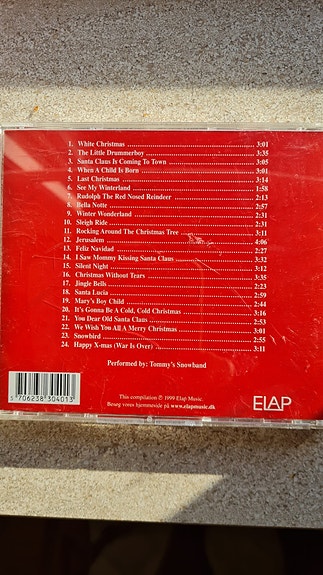 1. White Christmas 3:01
2. The Little Drummerboy 3:35
3. Santa Claus Is Coming To Town 3:05
4. When A Child Is Born 3:01
5. Last Christmas 3:14
6. See My Winterland 1:58
7. Rudolph The Red Nosed Reindeer 2:13
8. Bella Notte 2:57
9. Winter Wonderland 2:31
10. Sleigh Ride 2:31
11. Rocking Around The Christmas Tree 3:11
12. Jerusalem 4:06
13. Feliz Navidad 2:27
14. I Saw Mommy Kissing Santa Claus 3:32
15. Silent Night 3:12
16. Christmas Without Tears 3:35
17. Jingle Bells 2:23
18. Santa Lucia 2:59
19. Mary's Boy Child 2:44
20. It's Gonna Be A Cold, Cold Christmas 3:16
21. You Dear Old Santa Claus 2:53
22. We Wish You All A Merry Christmas 3:01
23. Snowbird 2:55
24. Happy X-mas (War Is Over) 3:11
Performed by: Tommy's Snowband
5 706238 304013
This compilation ℗ 1999 Elap Music.
Besøg vores hjemmeside på www.elapmusic.dk
ELAP